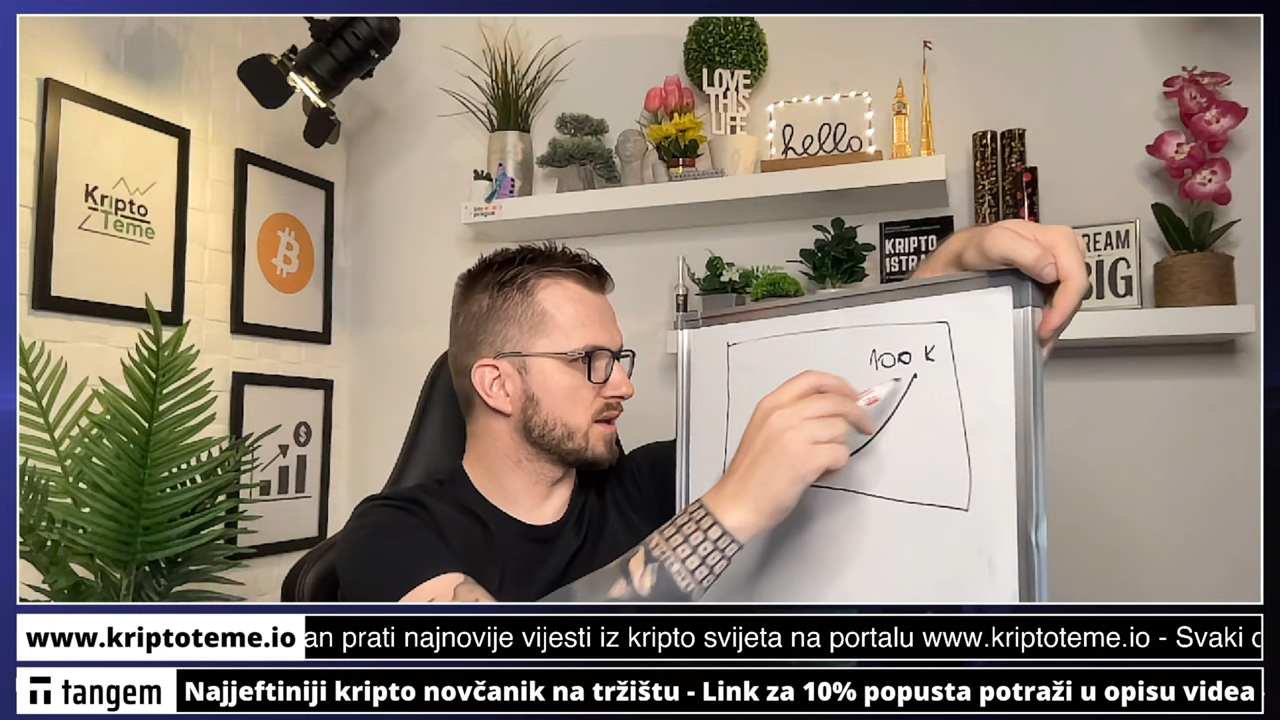 Kripto
Teme
LOVE
THIS
LIFE
hello
KRIPTO
ISTRA
DREAM
BIG
100 K
www.kriptoteme.io
an prati najnovije vijesti iz kripto svijeta na portalu www.kriptoteme.io - Svaki
tangem
Najjeftiniji kripto novčanik na tržištu - Link za 10% popusta potraži u opisu videa